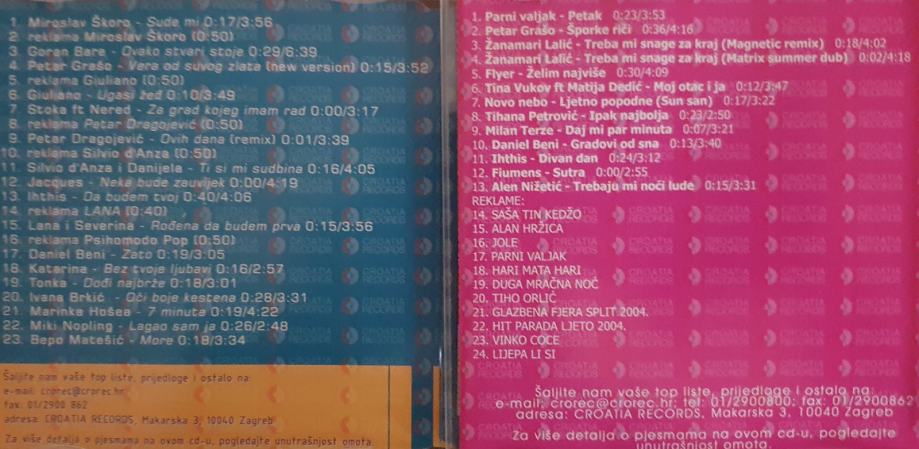 1. Miroslav Škoro - Sude mi 0:17/3:56
2. reklama Miroslav Škoro (0:50)
3. Goran Bare - Ovako stvari stoje 0:29/6:39
4. Petar Grašo - Vera od suvog zlata (new version) 0:15/3:52
5. reklama Giuliano (0:50)
6. Giuliano - Ugasi žeđ 0:10/3:49
7. Stoka ft Nered - Za grad kojeg imam rad 0:00/3:17
8. reklama Petar Dragojević (0:50)
9. Petar Dragojević - Ovih dana (remix) 0:01/3:39
10. reklama Silvio d'Anza (0:50)
11. Silvio d'Anza i Danijela - Ti si mi sudbina 0:16/4:05
12. Jacques - Neka bude zauvijek 0:00/4:19
13. Ihthis - Da budem tvoj 0:40/4:06
14. reklama LANA (0:40)
15. Lana i Severina - Rođena da budem prva 0:15/3:56
16. reklama Psihomodo Pop (0:50)
17. Daniel Beni - Zato 0:19/3:05
18. Katarina - Bez tvoje ljubavi 0:16/2:57
19. Tonka - Dođi najbrže 0:18/3:01
20. Ivana Brkić - Oči boje kestena 0:28/3:31
21. Marinka Hošea - 7 minuta 0:19/4:22
22. Miki Nopling - Lagao sam ja 0:26/2:48
23. Bepo Matešić - More 0:18/3:34
Šaljite nam vaše top liste, prijedloge i ostalo na:
e-mail: crorec@crorec.hr
fax: 01/2900 862
adresa: CROATIA RECORDS, Makarska 3, 10040 Zagreb
Za više detalja o pjesmama na ovom cd-u, pogledajte unutrašnjost omota.
1. Parni valjak - Petak 0:23/3:53
2. Petar Grašo - Šporke riči 0:36/4:16
3. Žanamari Lalić - Treba mi snage za kraj (Magnetic remix) 0:18/4:02
4. Žanamari Lalić - Treba mi snage za kraj (Matrix summer dub) 0:02/4:18
5. Flyer - Želim najviše 0:30/4:09
6. Tina Vukov ft Matija Dedić - Moj otac i ja 0:12/3:47
7. Novo nebo - Ljetno popodne (Sun san) 0:17/3:22
8. Tihana Petrović - Ipak najbolja 0:23/2:50
9. Milan Terze - Daj mi par minuta 0:07/3:21
10. Daniel Beni - Gradovi od sna 0:13/3:40
11. Ihthis - Divan dan 0:24/3:12
12. Fiumens - Sutra 0:00/2:55
13. Alen Nižetić - Trebaju mi noći lude 0:15/3:31
REKLAME:
14. SAŠA TIN KEDŽO
15. ALAN HRŽICA
16. JOLE
17. PARNI VALJAK
18. HARI MATA HARI
19. DUGA MRAČNA NOĆ
20. TIHO ORLIĆ
21. GLAZBENA FJERA SPLIT 2004.
22. HIT PARADA LJETO 2004.
23. VINKO COCE
24. LIJEPA LI SI
Šaljite nam vaše top liste, prijedloge i ostalo na:
e-mail: crorec@crorec.hr; tel: 01/2900800; fax: 01/2900862
adresa: CROATIA RECORDS, Makarska 3, 10040 Zagreb
Za više detalja o pjesmama na ovom cd-u, pogledajte
unutrašnjost omota.